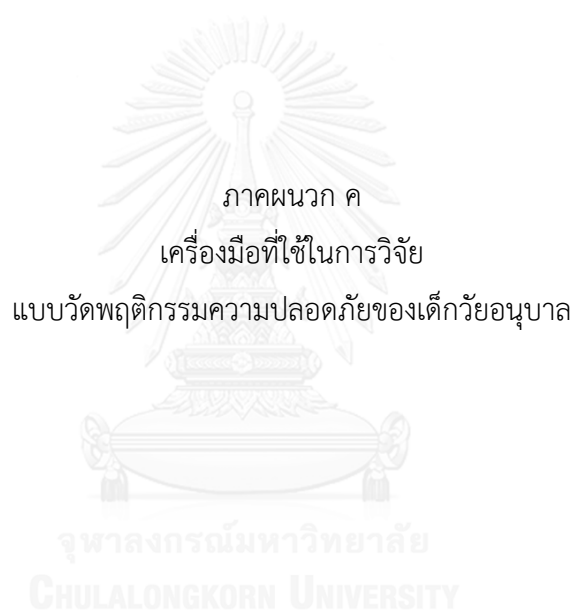 ภาคผนวก ค
เครื่องมือที่ใช้ในการวิจัย
แบบวัดพฤติกรรมความปลอดภัยของเด็กวัยอนุบาล
จุฬาลงกรณ์มหาวิทยาลัย
CHULALONGKORN UNIVERSITY